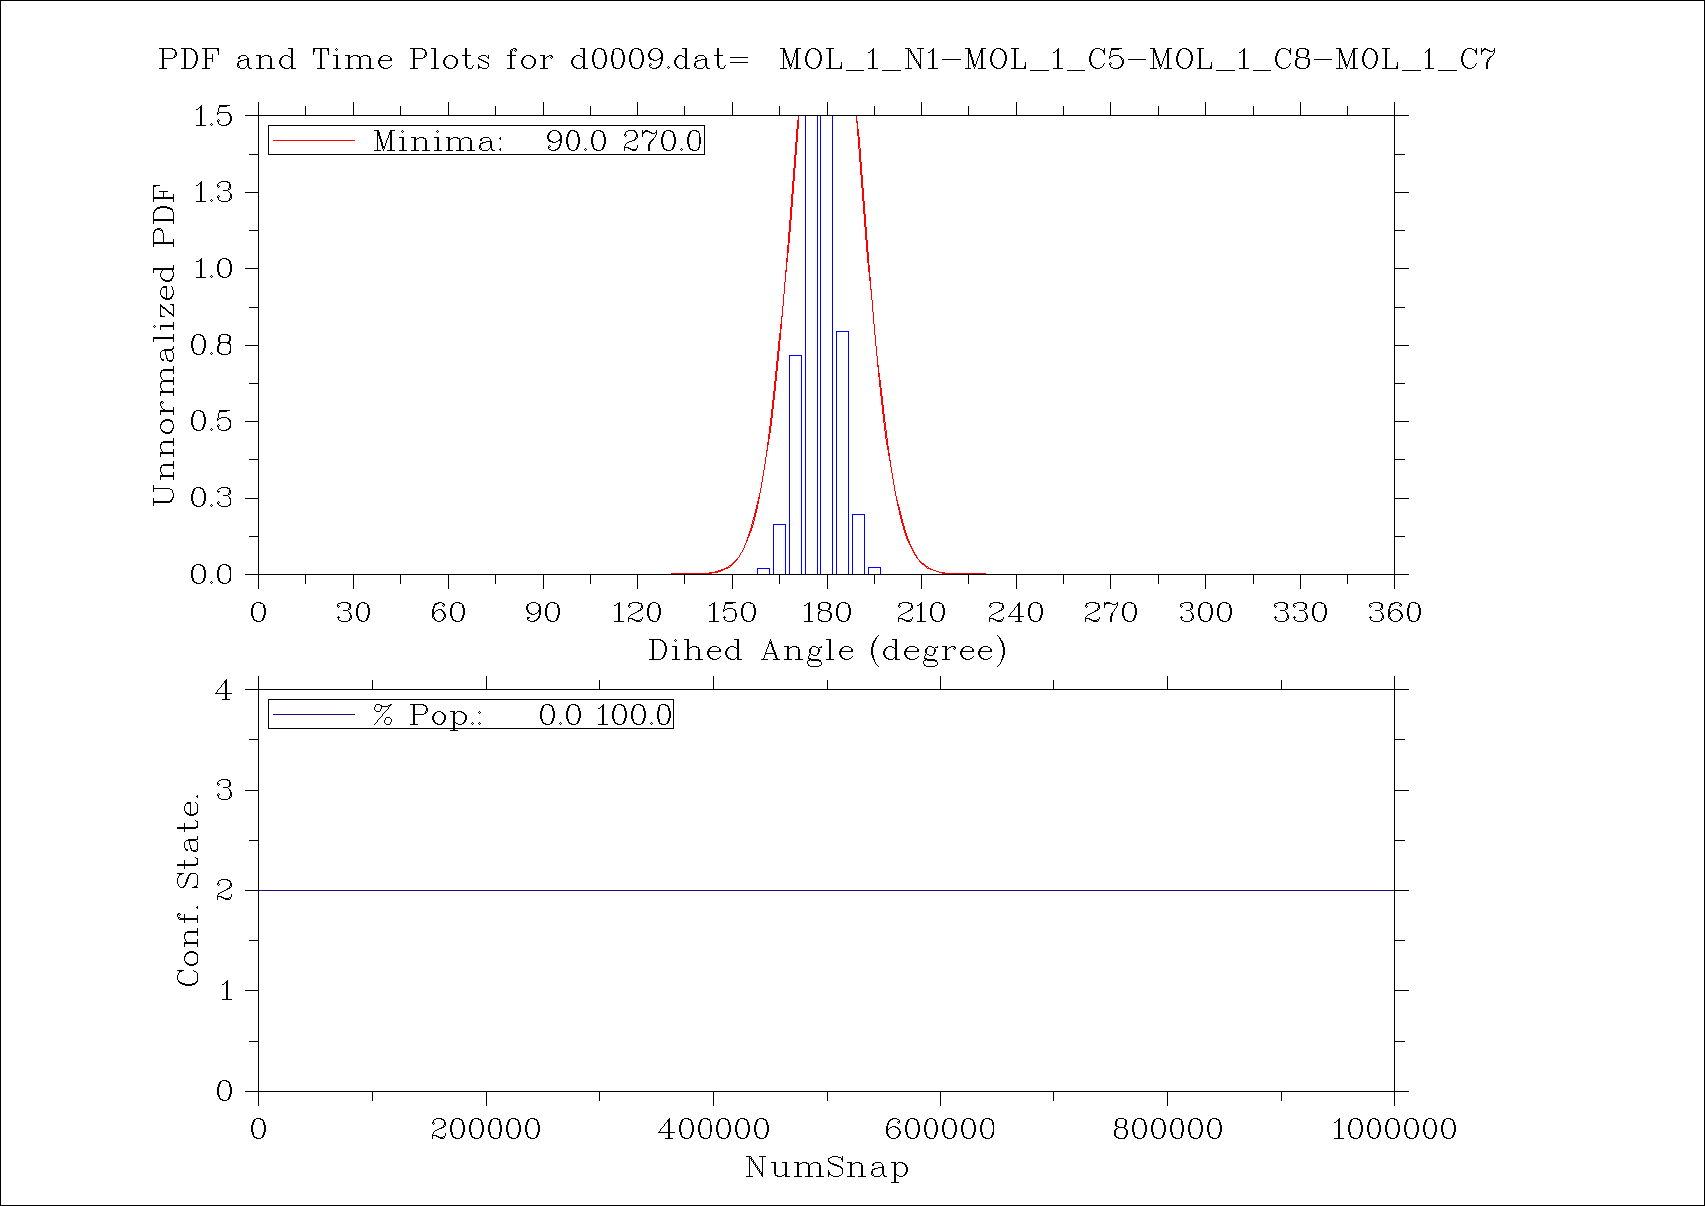 PDF and Time Plots for d0009.dat= MOL_1_N1-MOL_1_C5-MOL_1_C8-MOL_1_C7
Minima: 90.0 270.0
Unnormalized PDF
1.5
1.3
1.0
0.8
0.5
0.3
0.0
0 30 60 90 120 150 180 210 240 270 300 330 360
Dihed Angle (degree)
% Pop.: 0.0 100.0
Conf. State.
4
3
2
1
0
0 200000 400000 600000 800000 1000000
NumSnap